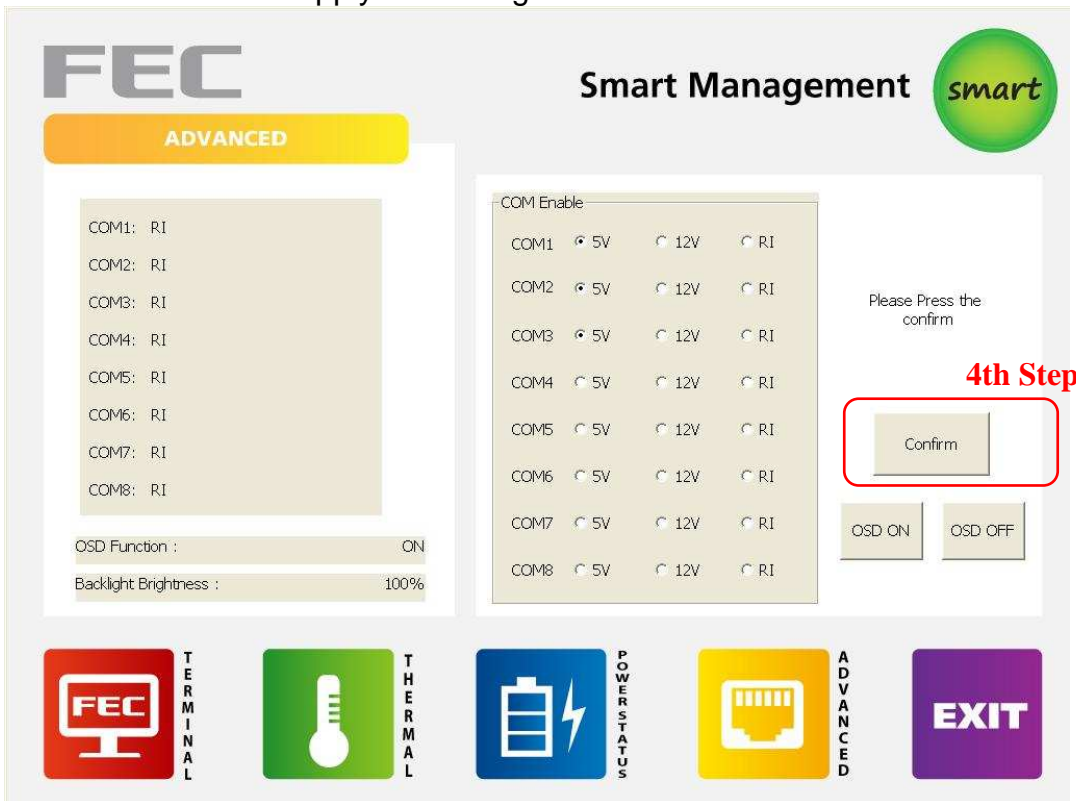 FEC
Smart Management
smart
ADVANCED
COM1: RI
COM2: RI
COM3: RI
COM4: RI
COM5: RI
COM6: RI
COM7: RI
COM8: RI
OSD Function : ON
Backlight Brightness : 100%
COM Enable
COM1 5V 12V RI
COM2 5V 12V RI
COM3 5V 12V RI
COM4 5V 12V RI
COM5 5V 12V RI
COM6 5V 12V RI
COM7 5V 12V RI
COM8 5V 12V RI
Please Press the
confirm
4th Step
Confirm
OSD ON OSD OFF
FEC
TERMINAL
THERMAL
POWER STATUS
ADVANCED
EXIT